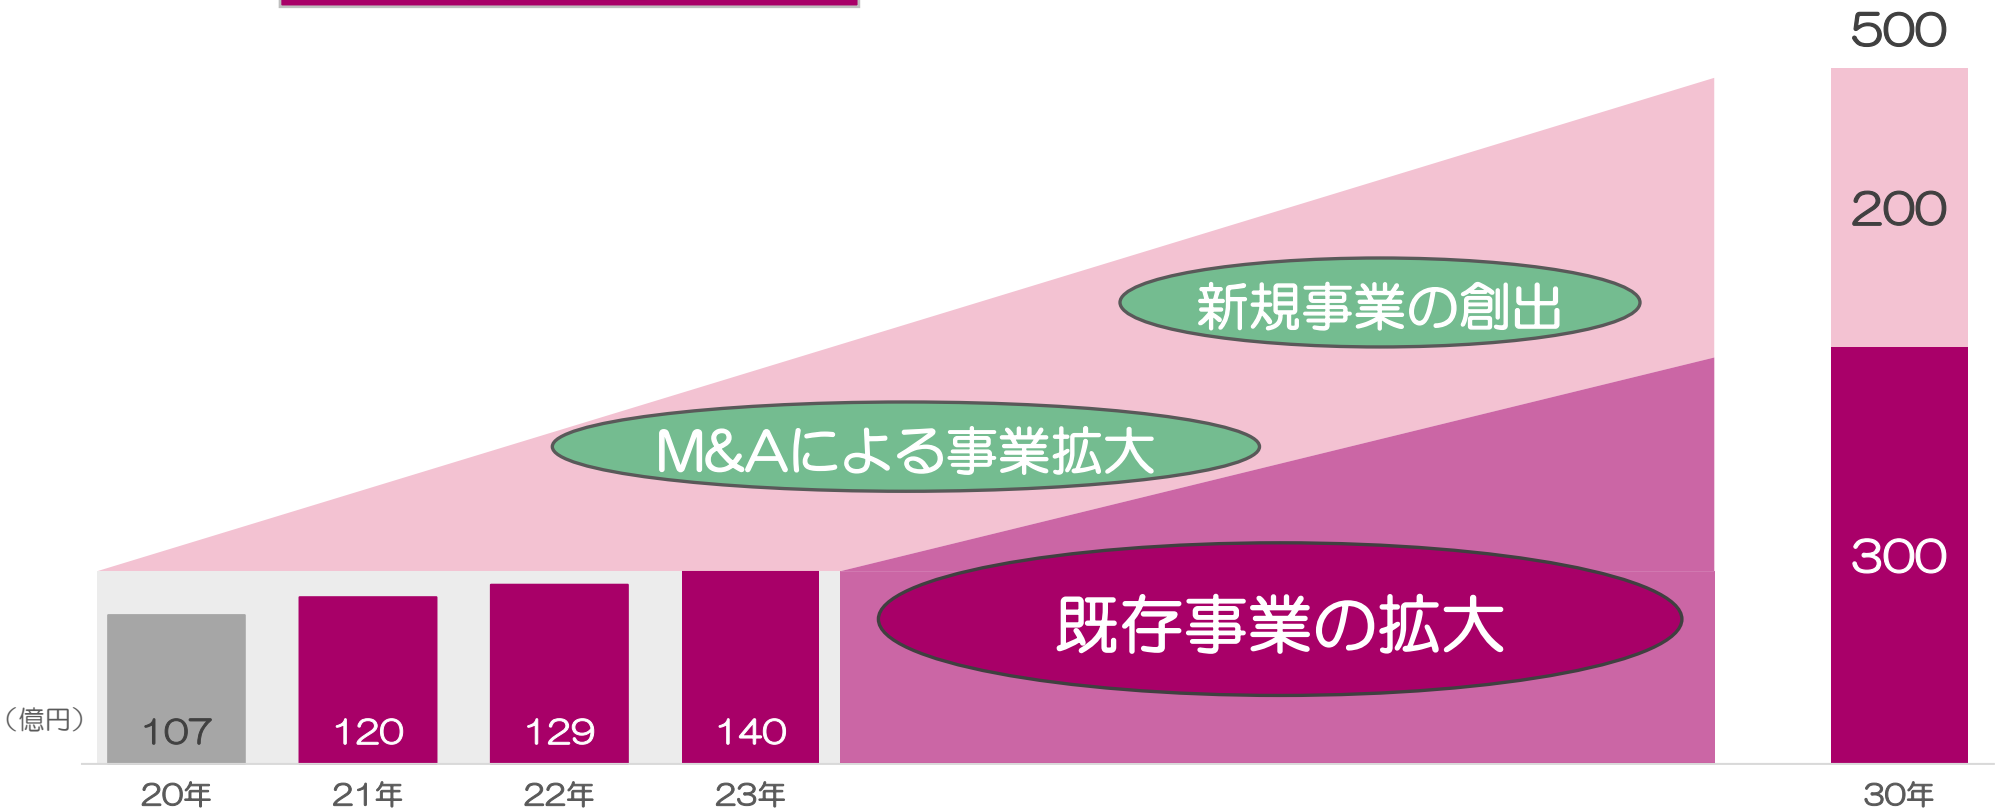 500
200
新規事業の創出
M&Aによる事業拡大
300
既存事業の拡大
（億円）
107
120
129
140
20年
21年
22年
23年
30年